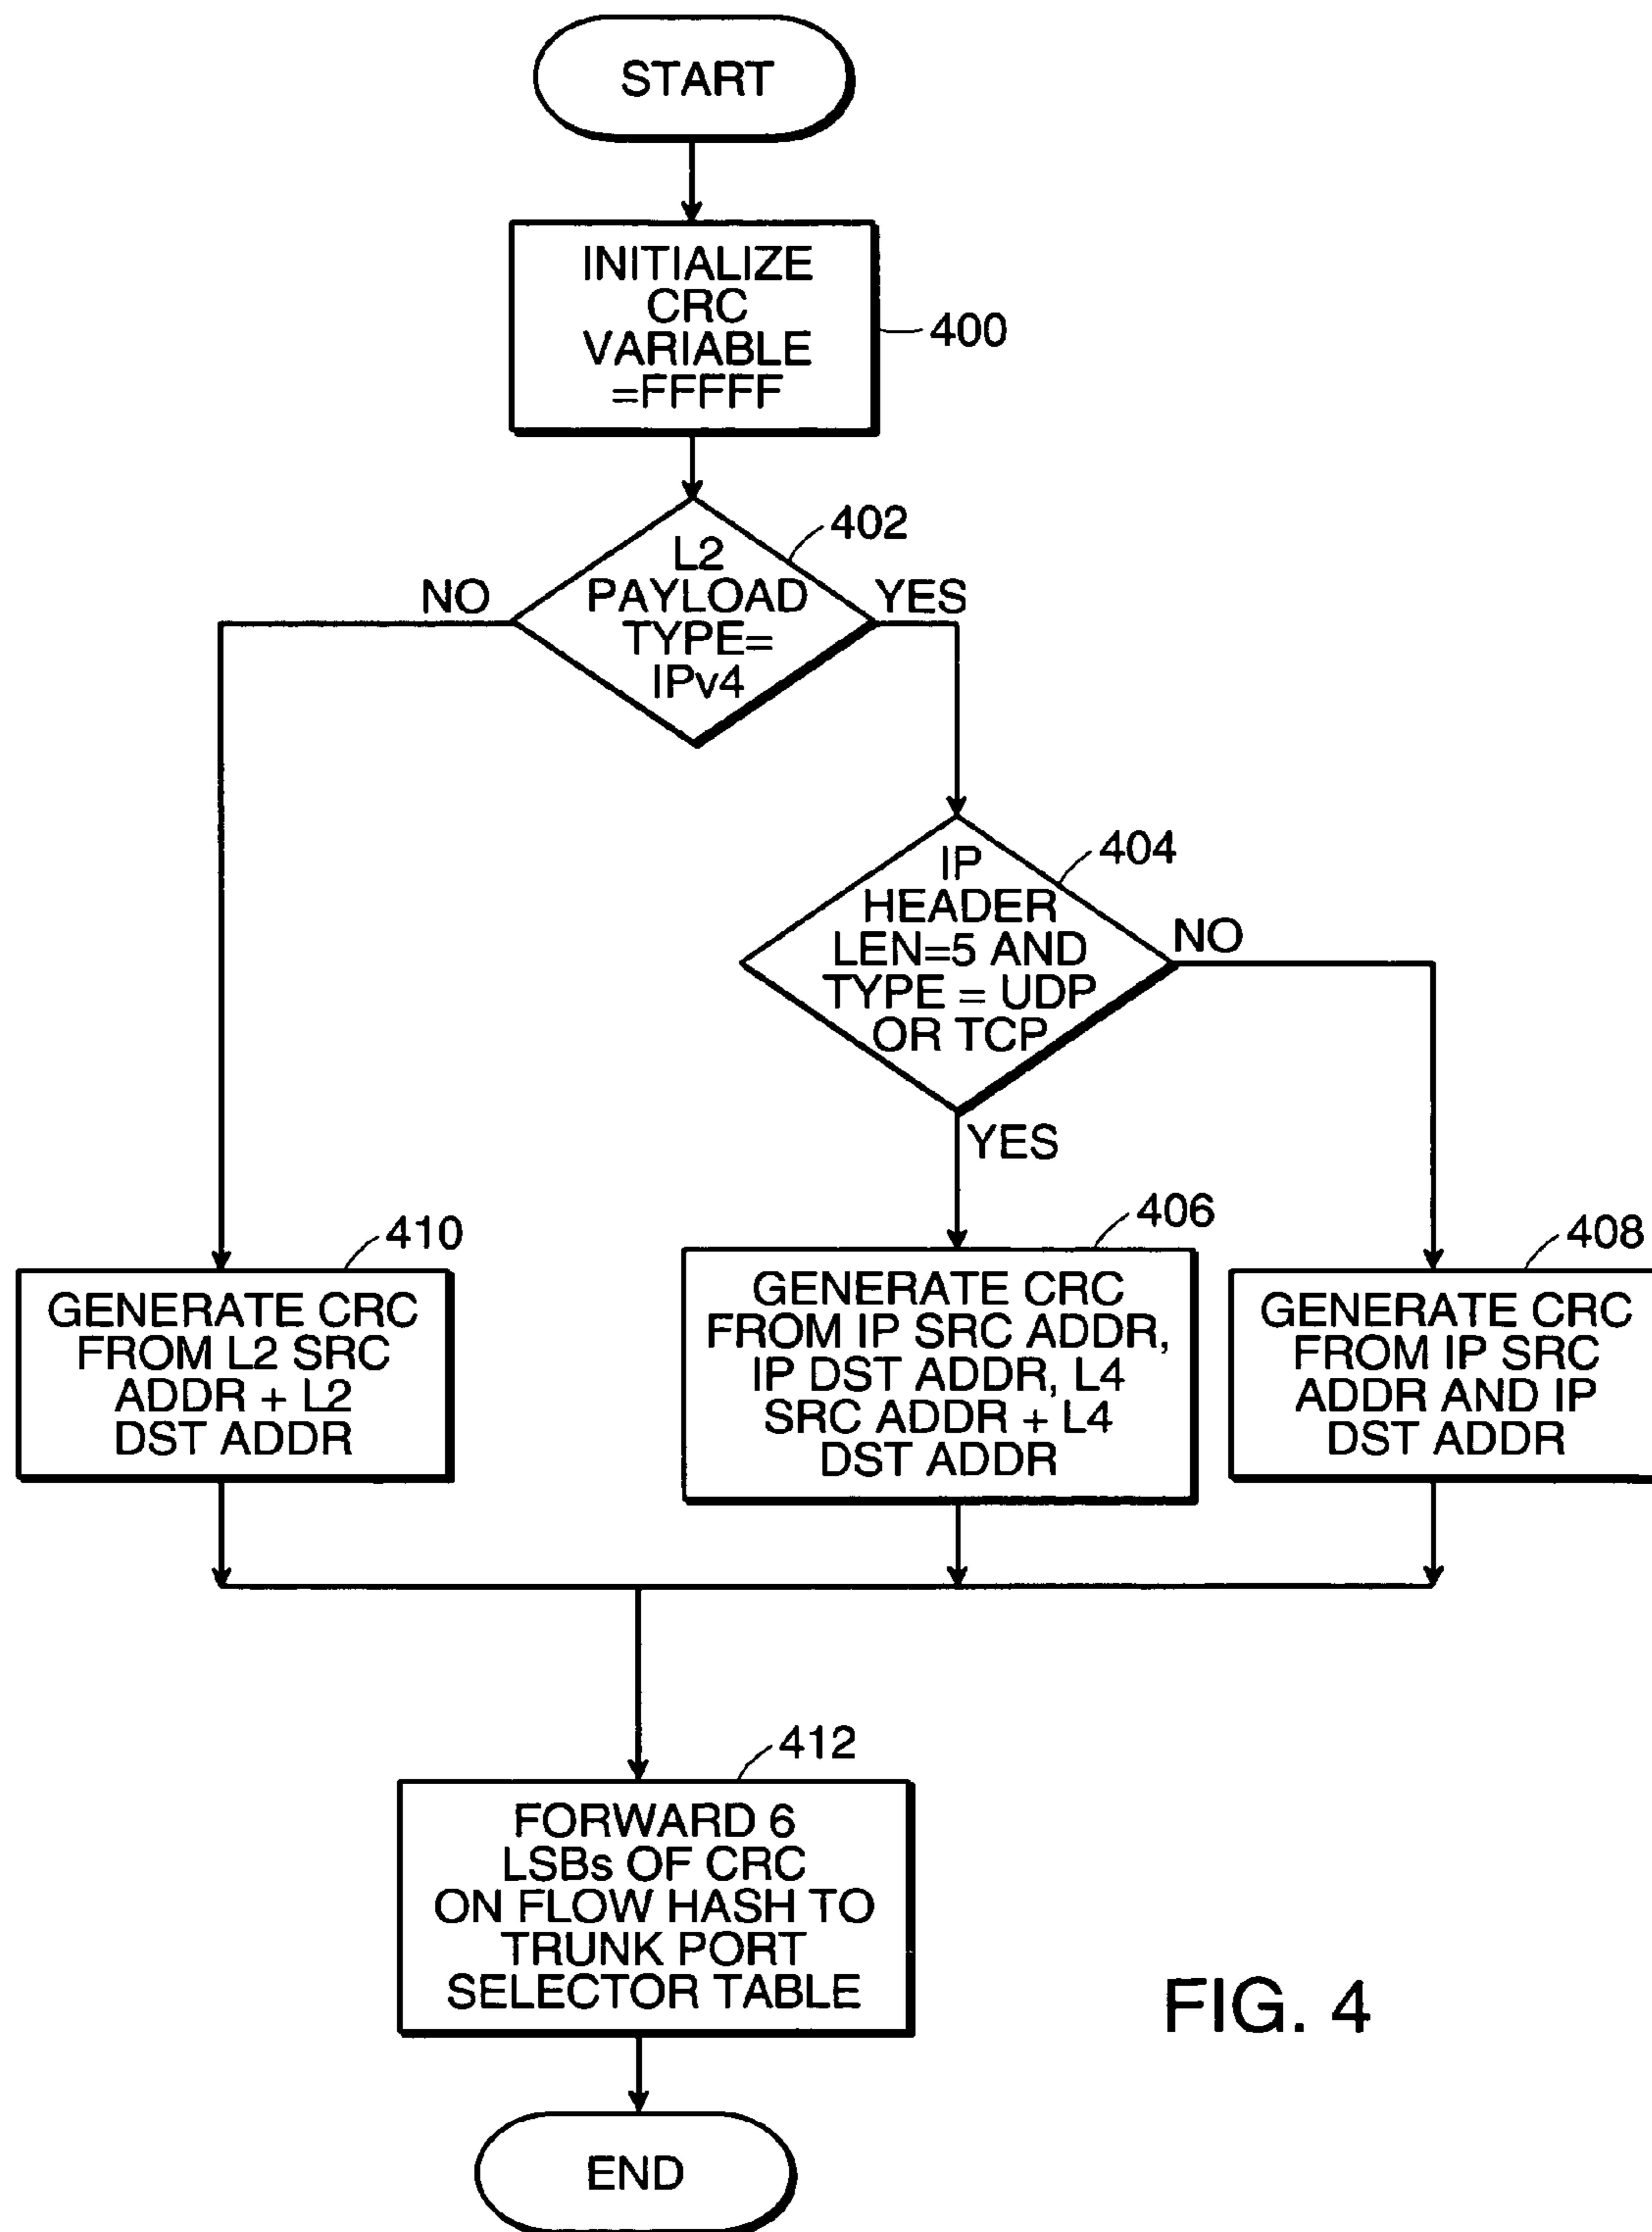 START
INITIALIZE
CRC
VARIABLE
=FFFFF
400
402
L2
PAYLOAD
TYPE=
IPv4
NO
YES
404
IP
HEADER
LEN=5 AND
TYPE = UDP
OR TCP
NO
YES
410
GENERATE CRC
FROM L2 SRC
ADDR + L2
DST ADDR
406
GENERATE CRC
FROM IP SRC ADDR,
IP DST ADDR, L4
SRC ADDR + L4
DST ADDR
408
GENERATE CRC
FROM IP SRC
ADDR AND IP
DST ADDR
412
FORWARD 6
LSBs OF CRC
ON FLOW HASH TO
TRUNK PORT
SELECTOR TABLE
FIG. 4
END